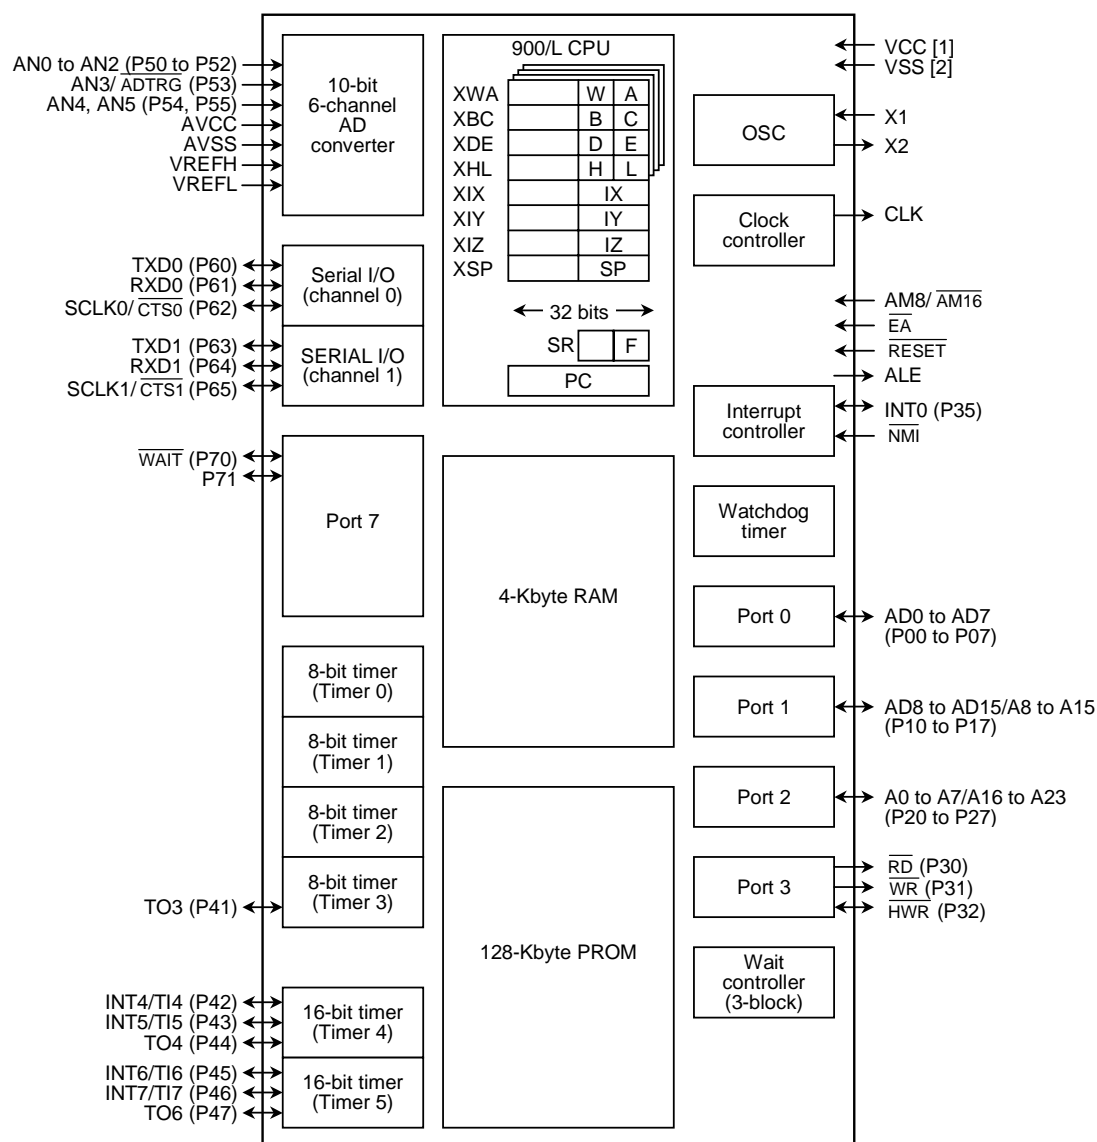 AN0 to AN2 (P50 to P52)
AN3/ ADTRG (P53)
AN4, AN5 (P54, P55)
AVCC
AVSS
VREFH
VREFL
10-bit
6-channel
AD
converter
TXD0 (P60)
RXD0 (P61)
SCLK0/ CTS0 (P62)
Serial I/O
(channel 0)
TXD1 (P63)
RXD1 (P64)
SCLK1/ CTS1 (P65)
SERIAL I/O
(channel 1)
WAIT (P70)
P71
Port 7
8-bit timer
(Timer 0)
8-bit timer
(Timer 1)
8-bit timer
(Timer 2)
TO3 (P41)
8-bit timer
(Timer 3)
INT4/TI4 (P42)
INT5/TI5 (P43)
TO4 (P44)
16-bit timer
(Timer 4)
INT6/TI6 (P45)
INT7/TI7 (P46)
TO6 (P47)
16-bit timer
(Timer 5)
900/L CPU
XWA W A
XBC B C
XDE D E
XHL H L
XIX IX
XIY IY
XIZ IZ
XSP SP
32 bits
SR F
PC
4-Kbyte RAM
128-Kbyte PROM
VCC [1]
VSS [2]
OSC
X1
X2
Clock
controller
CLK
AM8/ AM16
EA
RESET
ALE
Interrupt
controller
INT0 (P35)
NMI
Watchdog
timer
Port 0
AD0 to AD7
(P00 to P07)
Port 1
AD8 to AD15/A8 to A15
(P10 to P17)
Port 2
A0 to A7/A16 to A23
(P20 to P27)
Port 3
RD (P30)
WR (P31)
HWR (P32)
Wait
controller
(3-block)